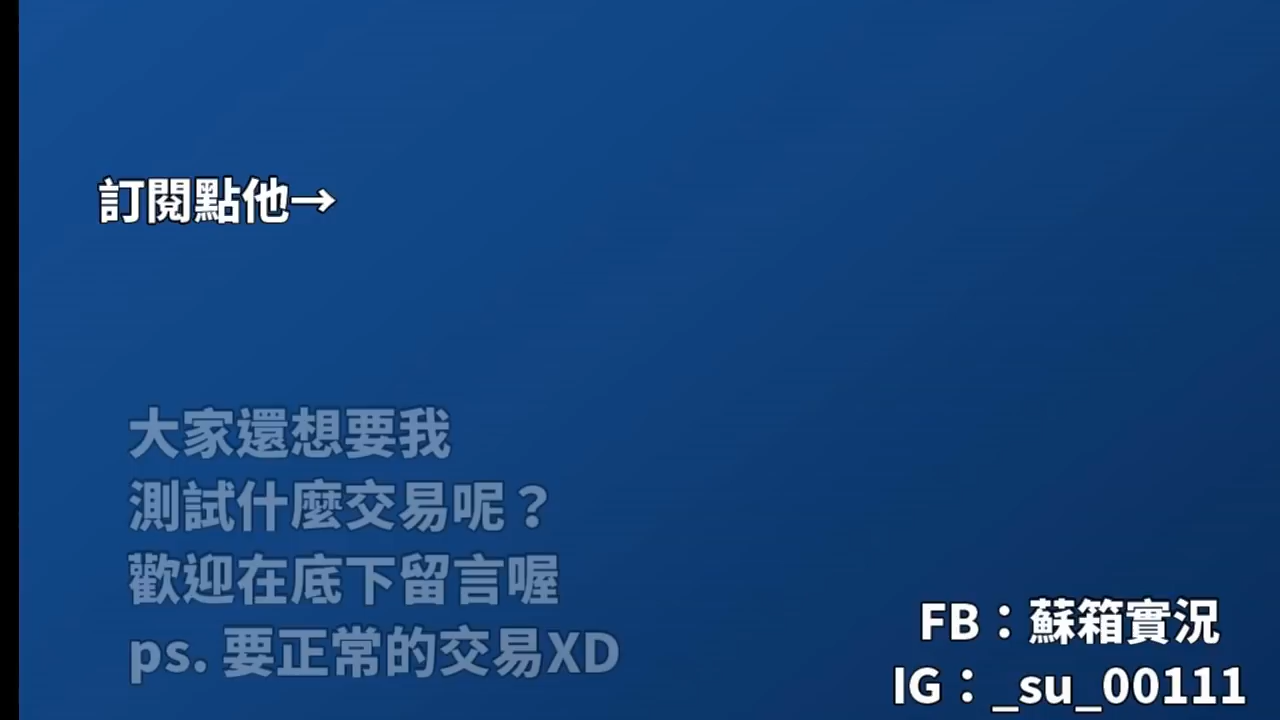 訂閱點他→
大家還想要我
測試什麼交易呢？
歡迎在底下留言喔
ps. 要正常的交易XD
FB：蘇箱實況
IG：_su_00111